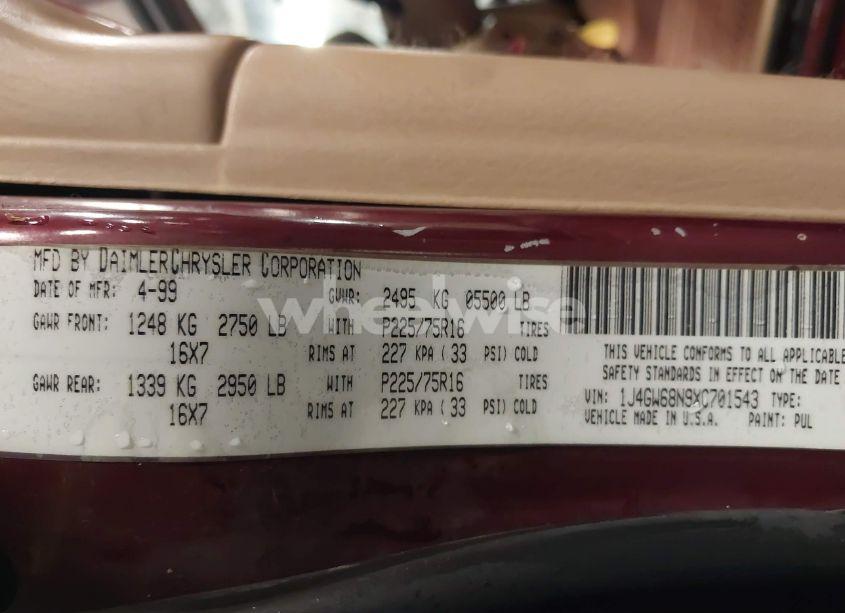 MFD BY DAIMLERCHRYSLER CORPORATION
DATE OF MFR: 4-99 GVWR: 2495 KG 05500 LB
GAWR FRONT: 1248 KG 2750 LB WITH P225/75R16 TIRES
16X7 RIMS AT 227 KPA ( 33 PSI) COLD
GAWR REAR: 1339 KG 2950 LB WITH P225/75R16 TIRES
16X7 RIMS AT 227 KPA ( 33 PSI) COLD
THIS VEHICLE CONFORMS TO ALL APPLICABLE
SAFETY STANDARDS IN EFFECT ON THE DATE
VIN: 1J4GW68N9XC701543 TYPE:
VEHICLE MADE IN U.S.A. PAINT: PUL
wheelwise